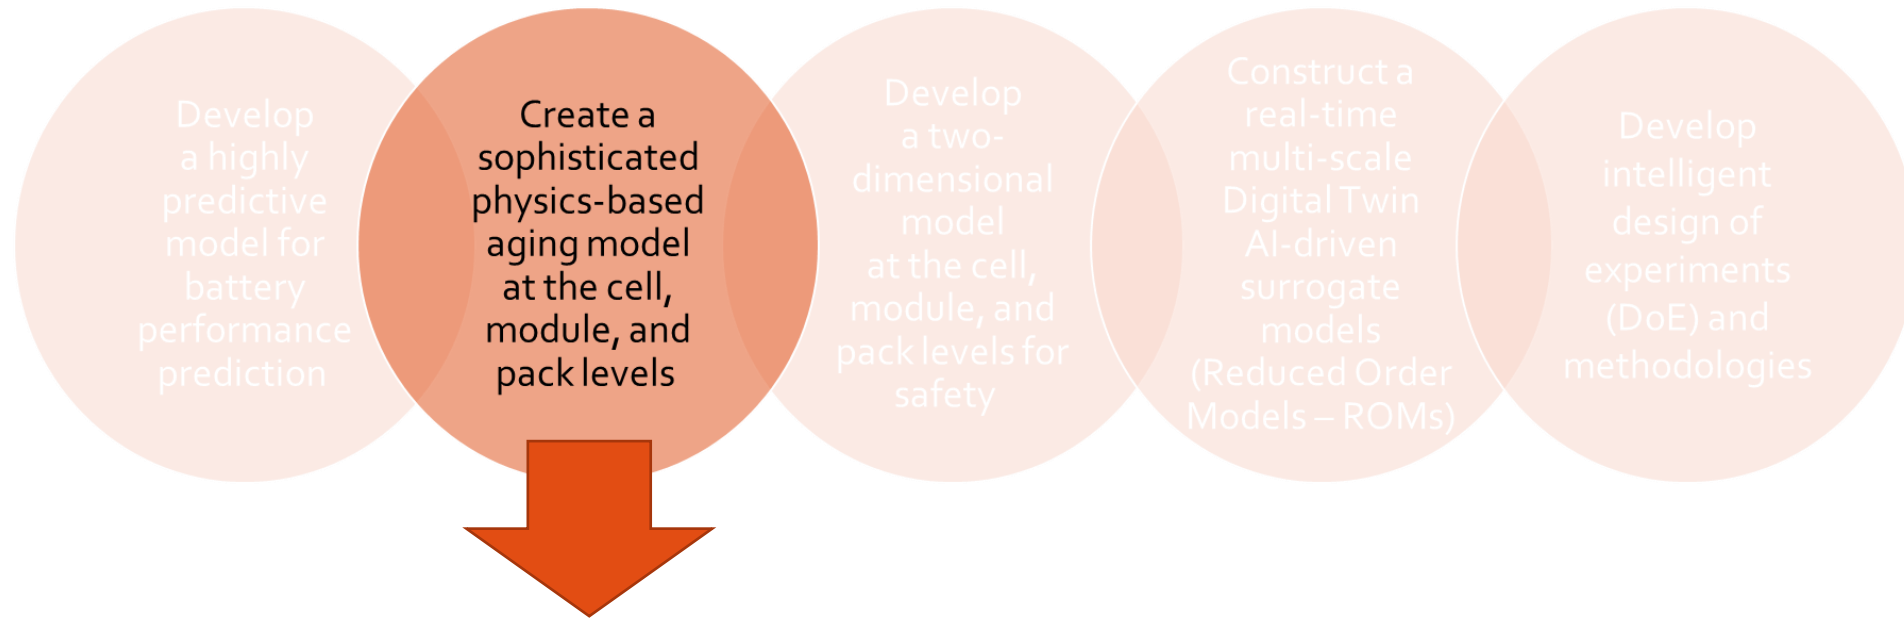 Develop
a highly
predictive
model for
battery
performance
prediction
Create a
sophisticated
physics-based
aging model
at the cell,
module, and
pack levels
Develop
a two-
dimensional
model
at the cell,
module, and
pack levels for
safety
Construct a
real-time
multi-scale
Digital Twin
AI-driven
surrogate
models
(Reduced Order
Models – ROMs)
Develop
intelligent
design of
experiments
(DoE) and
methodologies